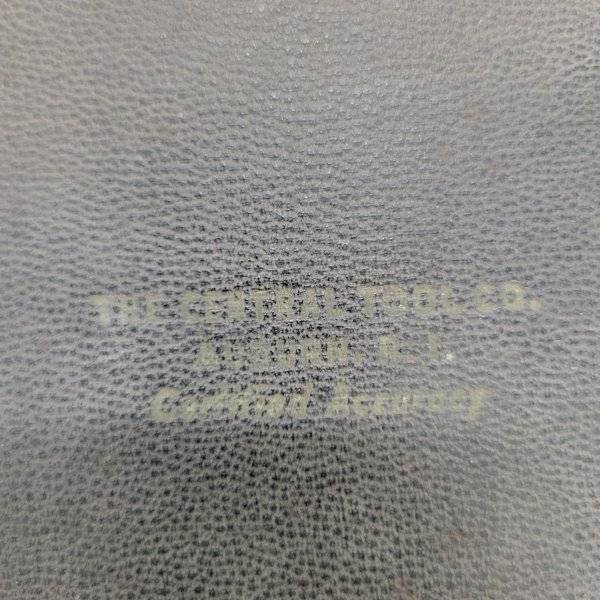 THE CENTRAL TOOL CO.
AUBURN, R. I.
Certified Accuracy